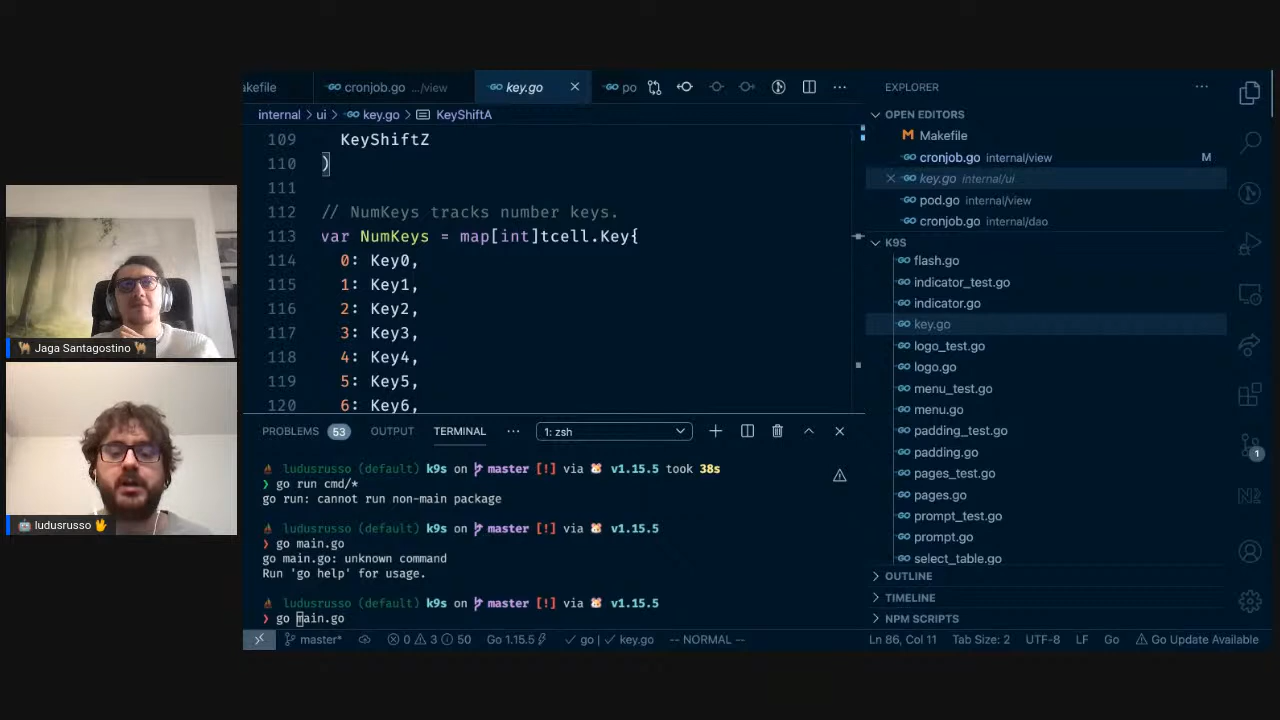 akefile
cronjob.go .../view
key.go
po
internal > ui > key.go > KeyShiftA
109 KeyShiftZ
110 )
111
112 // NumKeys tracks number keys.
113 var NumKeys = map[int]tcell.Key{
114 0: Key0,
115 1: Key1,
116 2: Key2,
117 3: Key3,
118 4: Key4,
119 5: Key5,
120 6: Key6,
PROBLEMS 53 OUTPUT TERMINAL ... 1: zsh
ludusrusso (default) k9s on master [!] via v1.15.5 took 38s
❯ go run cmd/*
go run: cannot run non-main package
ludusrusso (default) k9s on master [!] via v1.15.5
❯ go main.go
go main.go: unknown command
Run 'go help' for usage.
ludusrusso (default) k9s on master [!] via v1.15.5
❯ go main.go
EXPLORER
OPEN EDITORS
Makefile
cronjob.go internal/view M
key.go internal/ui
pod.go internal/view
cronjob.go internal/dao
K9S
flash.go
indicator_test.go
indicator.go
key.go
logo_test.go
logo.go
menu_test.go
menu.go
padding_test.go
padding.go
pages_test.go
pages.go
prompt_test.go
prompt.go
select_table.go
OUTLINE
TIMELINE
NPM SCRIPTS
1
N2
master* 0 3 50 Go 1.15.5 go | key.go -- NORMAL -- Ln 86, Col 11 Tab Size: 2 UTF-8 LF Go Go Update Available
🐪 Jaga Santagostino 🐪
🤖 ludusrusso 🖖